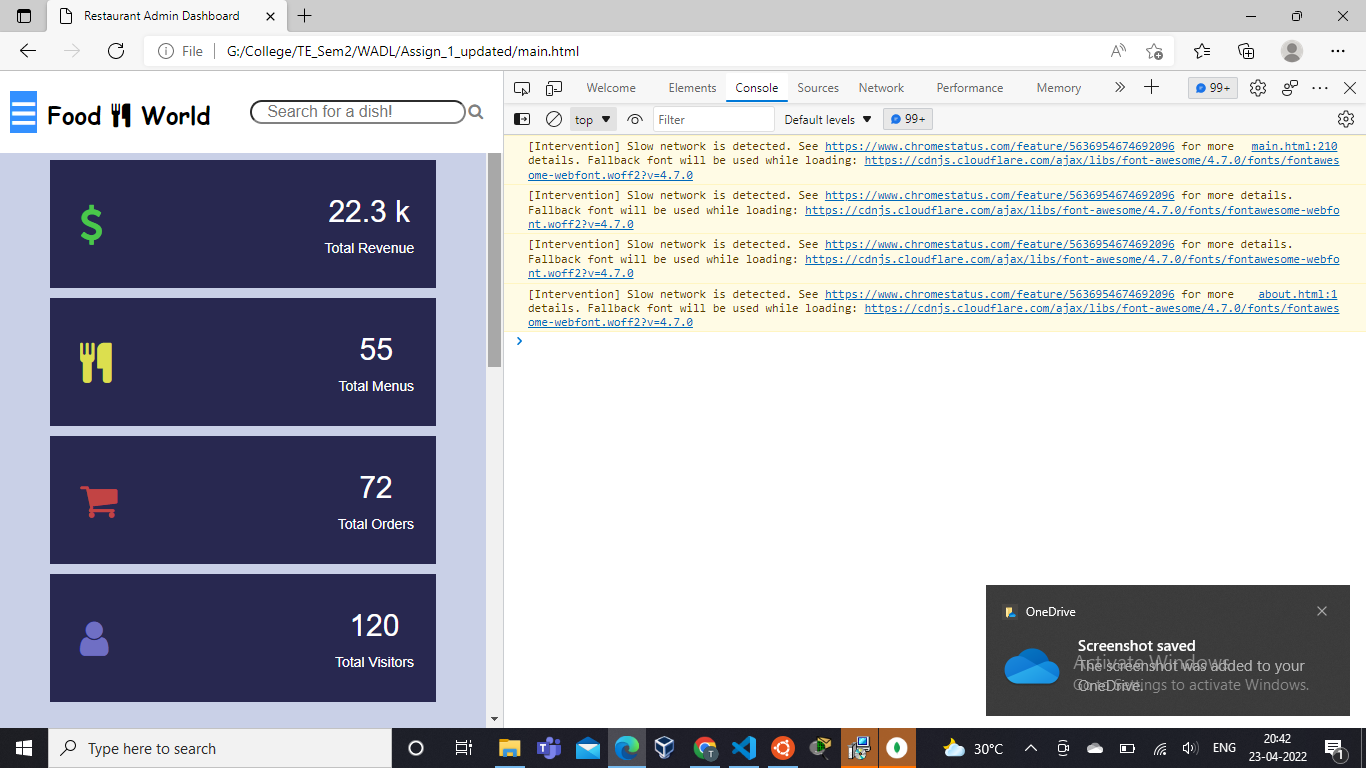 Restaurant Admin Dashboard
File
G:/College/TE_Sem2/WADL/Assign_1_updated/main.html
Food World
Search for a dish!
22.3 k
Total Revenue
55
Total Menus
72
Total Orders
120
Total Visitors
Welcome Elements Console Sources Network Performance Memory 99+
top Filter Default levels 99+
[Intervention] Slow network is detected. See https://www.chromestatus.com/feature/5636954674692096 for more main.html:210
details. Fallback font will be used while loading: https://cdnjs.cloudflare.com/ajax/libs/font-awesome/4.7.0/fonts/fontawes
ome-webfont.woff2?v=4.7.0
[Intervention] Slow network is detected. See https://www.chromestatus.com/feature/5636954674692096 for more details.
Fallback font will be used while loading: https://cdnjs.cloudflare.com/ajax/libs/font-awesome/4.7.0/fonts/fontawesome-webfo
nt.woff2?v=4.7.0
[Intervention] Slow network is detected. See https://www.chromestatus.com/feature/5636954674692096 for more details.
Fallback font will be used while loading: https://cdnjs.cloudflare.com/ajax/libs/font-awesome/4.7.0/fonts/fontawesome-webfo
nt.woff2?v=4.7.0
[Intervention] Slow network is detected. See https://www.chromestatus.com/feature/5636954674692096 for more about.html:1
details. Fallback font will be used while loading: https://cdnjs.cloudflare.com/ajax/libs/font-awesome/4.7.0/fonts/fontawes
ome-webfont.woff2?v=4.7.0
OneDrive
Screenshot saved
Activate Windows
The screenshot was added to your
Go to Settings to activate Windows.
OneDrive.
Type here to search
30°C
ENG
20:42
23-04-2022
1